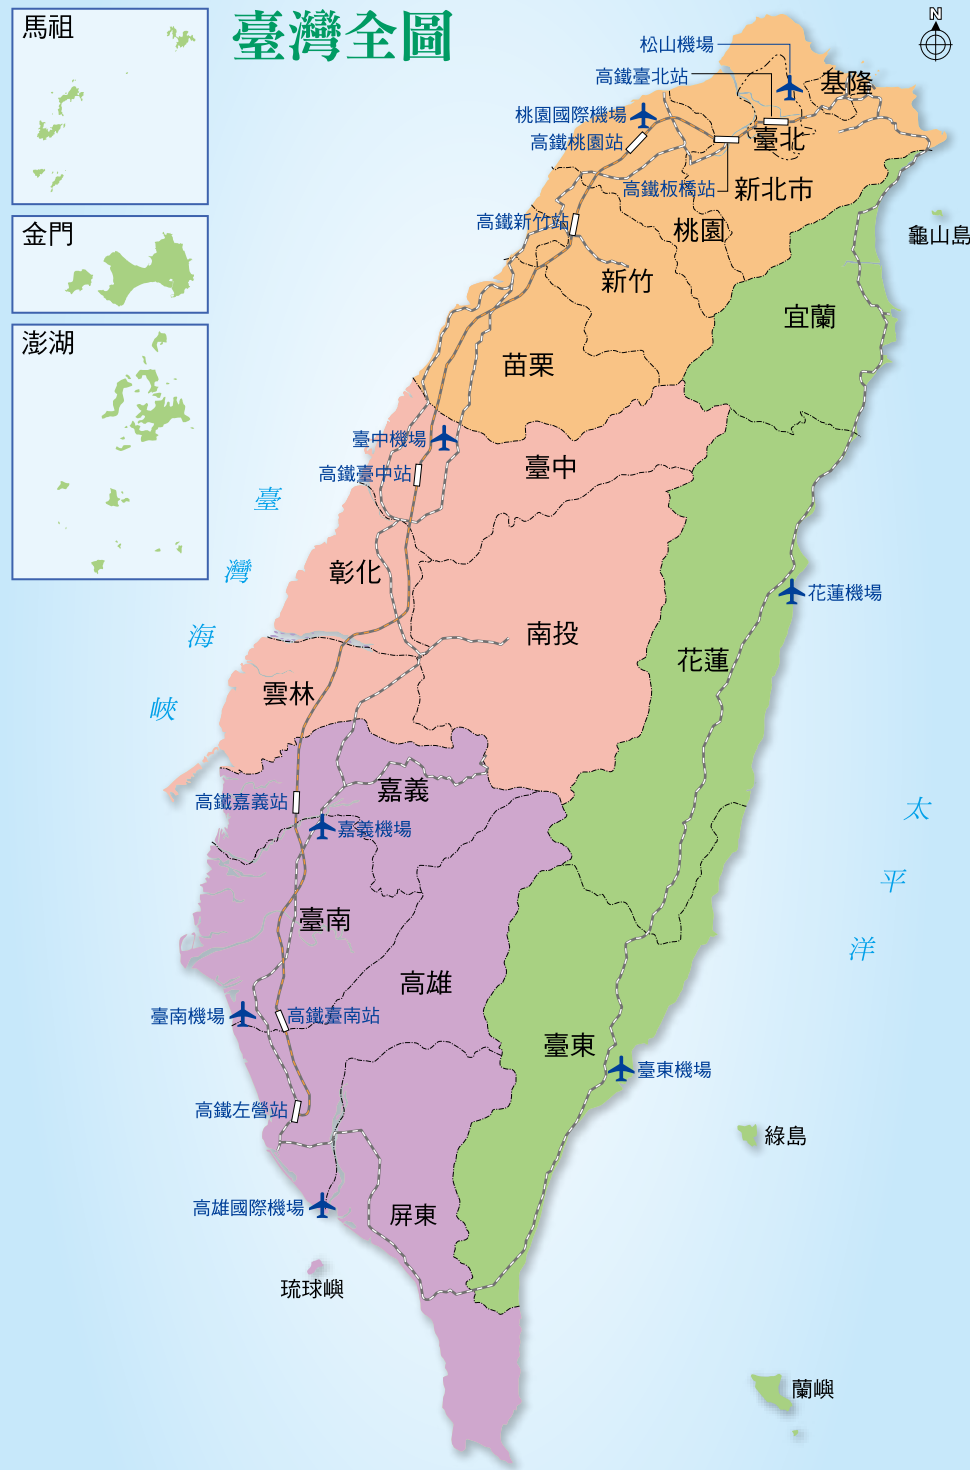 臺灣全圖
N
馬祖
金門
澎湖
松山機場
高鐵臺北站
基隆
桃園國際機場
高鐵桃園站
臺北
高鐵板橋站
新北市
高鐵新竹站
桃園
龜山島
新竹
宜蘭
苗栗
臺中機場
高鐵臺中站
臺中
臺
灣
海
峽
彰化
花蓮機場
南投
花蓮
雲林
嘉義
高鐵嘉義站
嘉義機場
太
平
洋
臺南
高雄
臺南機場
高鐵臺南站
臺東
臺東機場
高鐵左營站
綠島
高雄國際機場
屏東
琉球嶼
蘭嶼